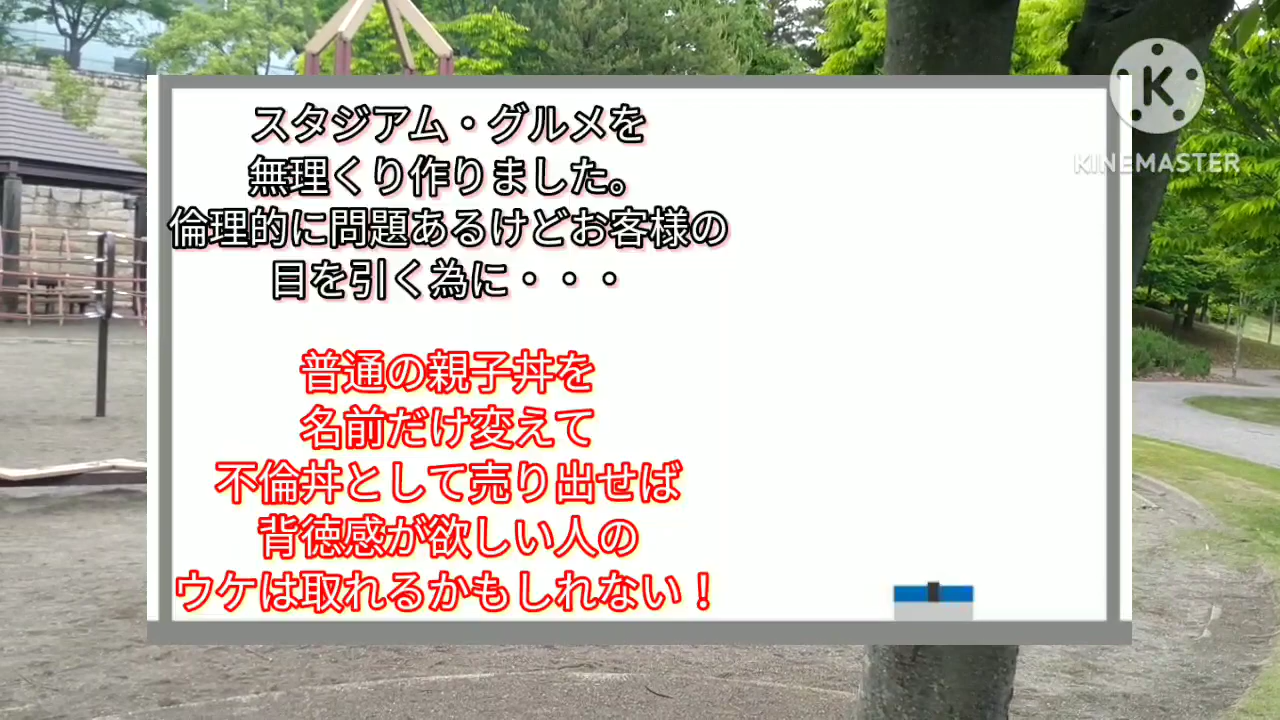 スタジアム・グルメを
無理くり作りました。
倫理的に問題あるけどお客様の
目を引く為に・・・
普通の親子丼を
名前だけ変えて
不倫丼として売り出せば
背徳感が欲しい人の
ウケは取れるかもしれない！
K
KINEMASTER